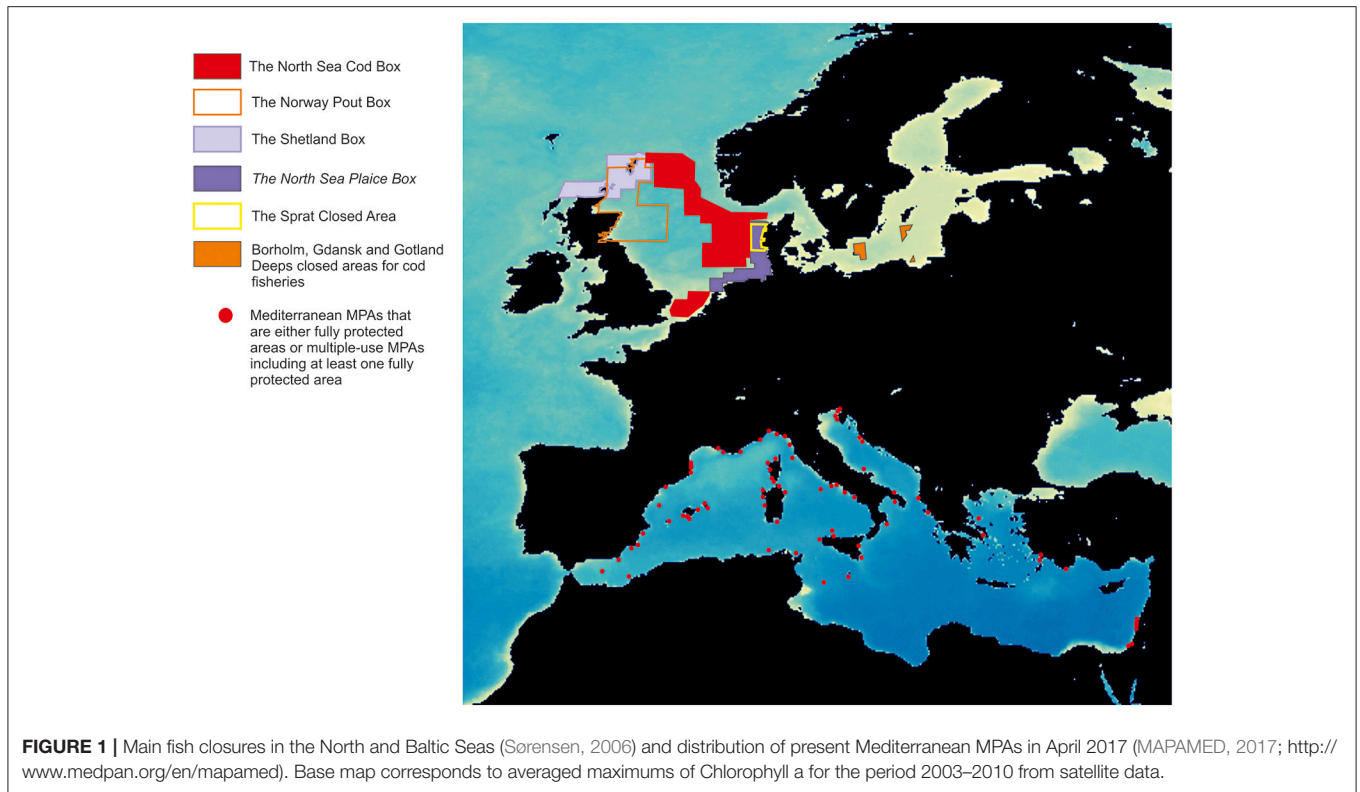 The North Sea Cod Box
The Norway Pout Box
The Shetland Box
The North Sea Plaice Box
The Sprat Closed Area
Borholm, Gdansk and Gotland
Deeps closed areas for cod
fisheries
Mediterranean MPAs that
are either fully protected
areas or multiple-use MPAs
including at least one fully
protected area
FIGURE 1 | Main fish closures in the North and Baltic Seas (Sørensen, 2006) and distribution of present Mediterranean MPAs in April 2017 (MAPAMED, 2017; http://
www.medpan.org/en/mapamed). Base map corresponds to averaged maximums of Chlorophyll a for the period 2003–2010 from satellite data.